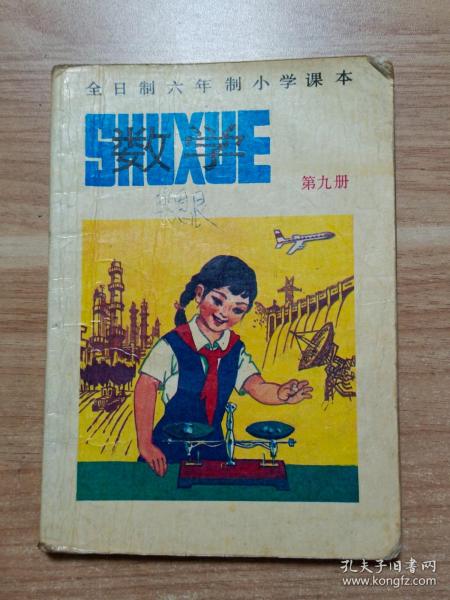 全日制六年制小学课本
SHUXUE
数学
第九册
孔夫子旧书网
www.kongfz.com